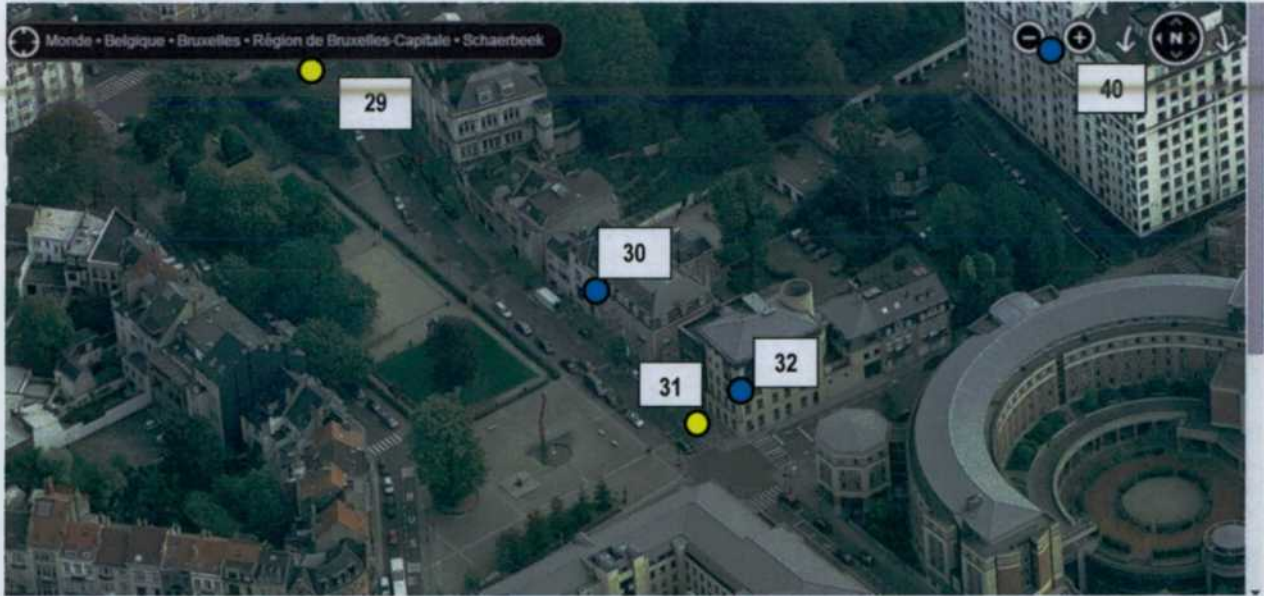 Monde • Belgique • Bruxelles • Région de Bruxelles-Capitale • Schaerbeek
N
29
40
30
32
31